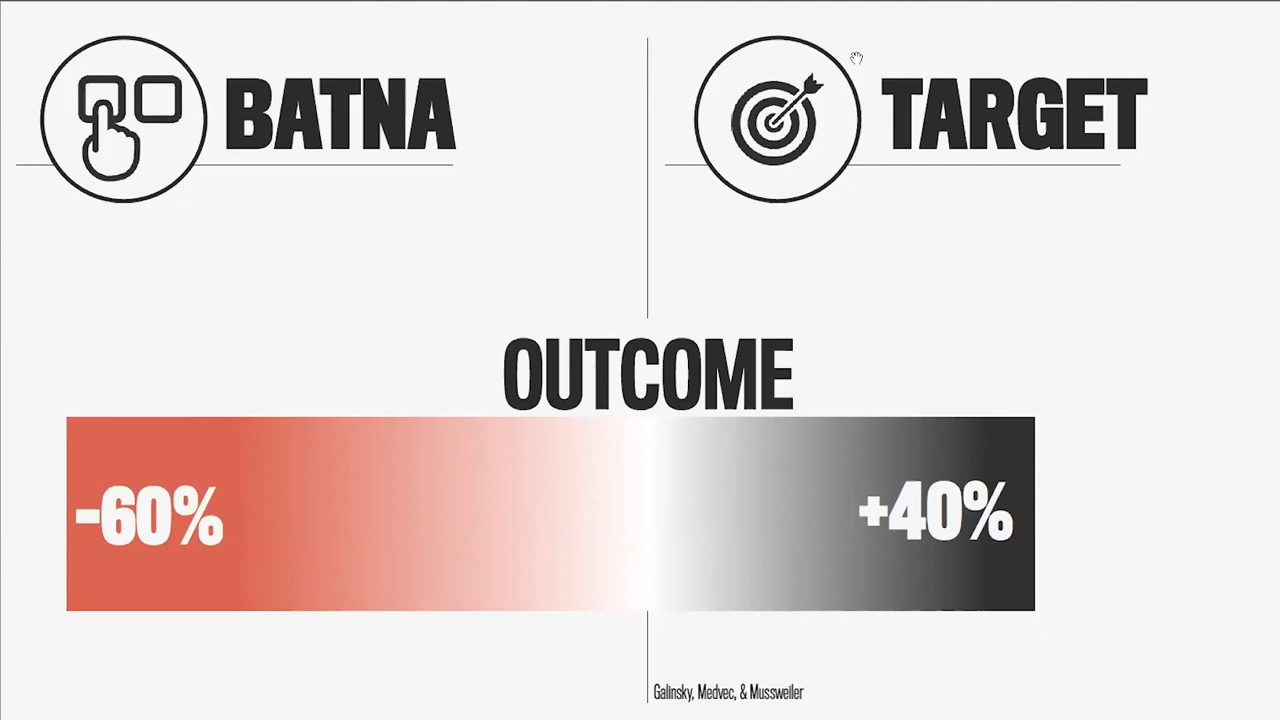 BATNA
TARGET
OUTCOME
-60%
+40%
Galinsky, Medvec, & Mussweiler